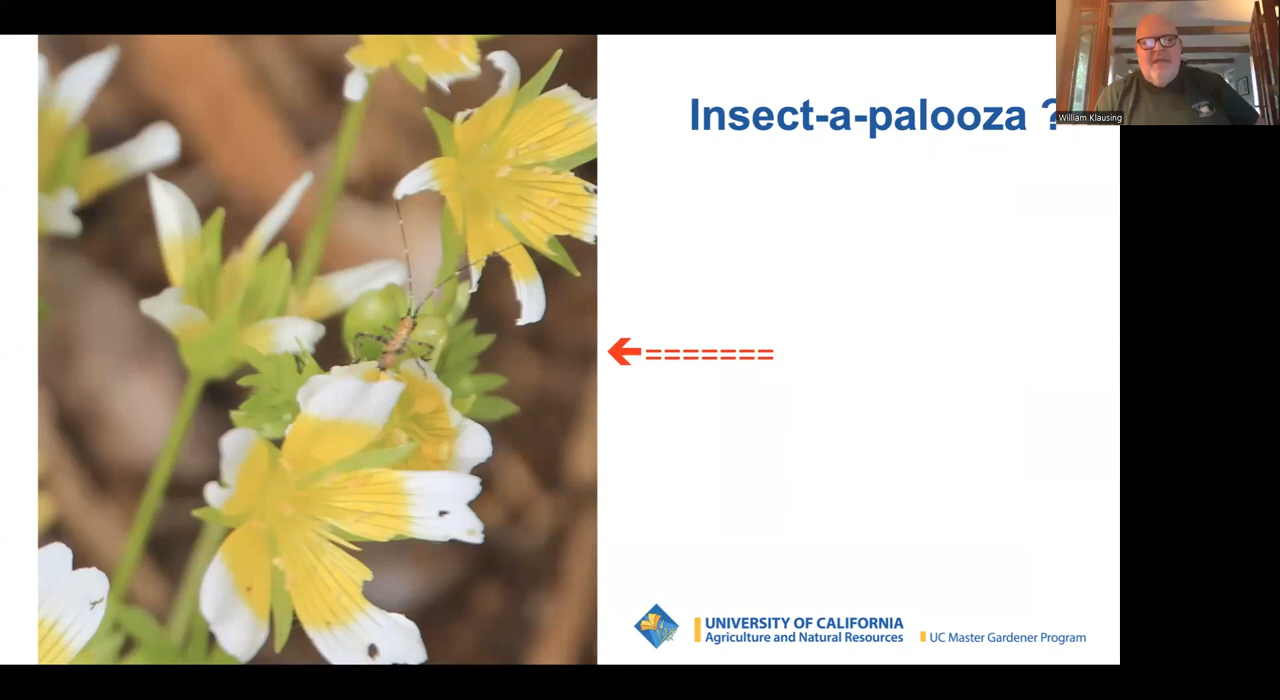 Insect-a-palooza ?
William Klausing
UNIVERSITY OF CALIFORNIA
Agriculture and Natural Resources
UC Master Gardener Program